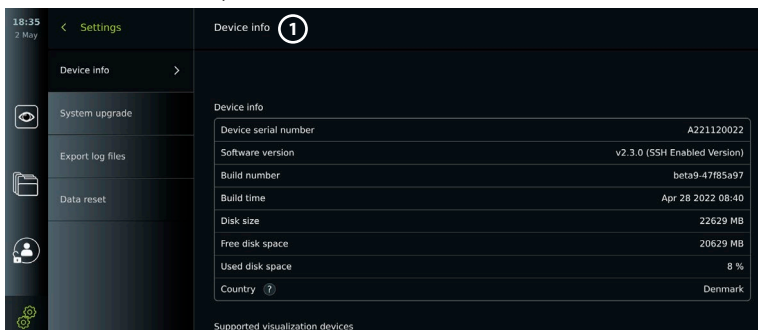 18:35
2 May
Settings
Device info
1
Device info
System upgrade
Export log files
Data reset
Device info
Device serial number A221120022
Software version v2.3.0 (SSH Enabled Version)
Build number beta9-47f85a97
Build time Apr 28 2022 08:40
Disk size 22629 MB
Free disk space 20629 MB
Used disk space 8 %
Country ? Denmark
Supported visualization devices